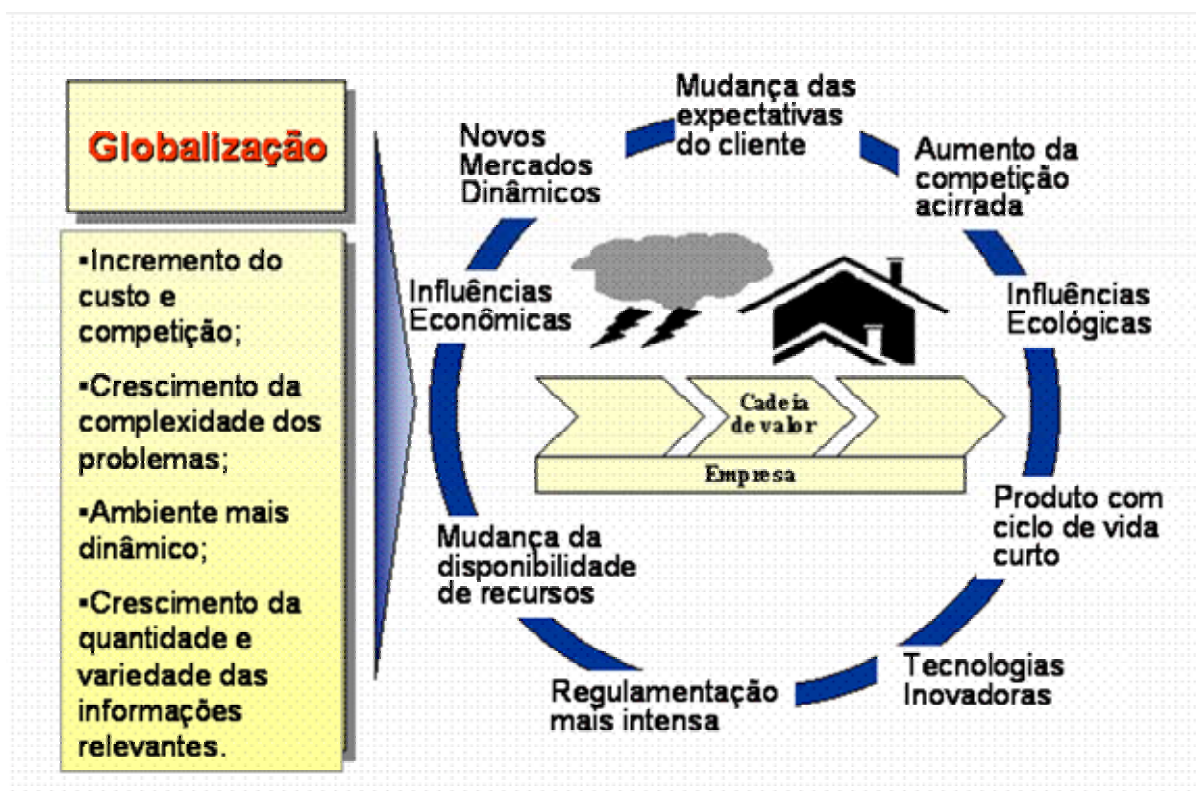 Globalização
▪Incremento do
custo e
competição;
▪Crescimento da
complexidade dos
problemas;
▪Ambiente mais
dinâmico;
▪Crescimento da
quantidade e
variedade das
informações
relevantes.
Novos
Mercados
Dinâmicos
Mudança das
expectativas
do cliente
Aumento da
competição
acirrada
Influências
Econômicas
Influências
Ecológicas
Cadeia
de valor
Empresa
Mudança da
disponibilidade
de recursos
Produto com
ciclo de vida
curto
Regulamentação
mais intensa
Tecnologias
Inovadoras